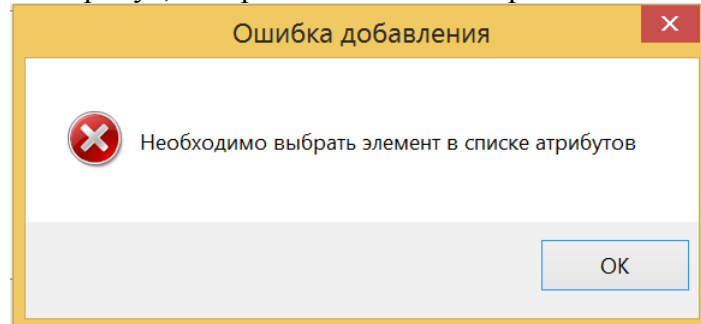 Ошибка добавления
Необходимо выбрать элемент в списке атрибутов
OK